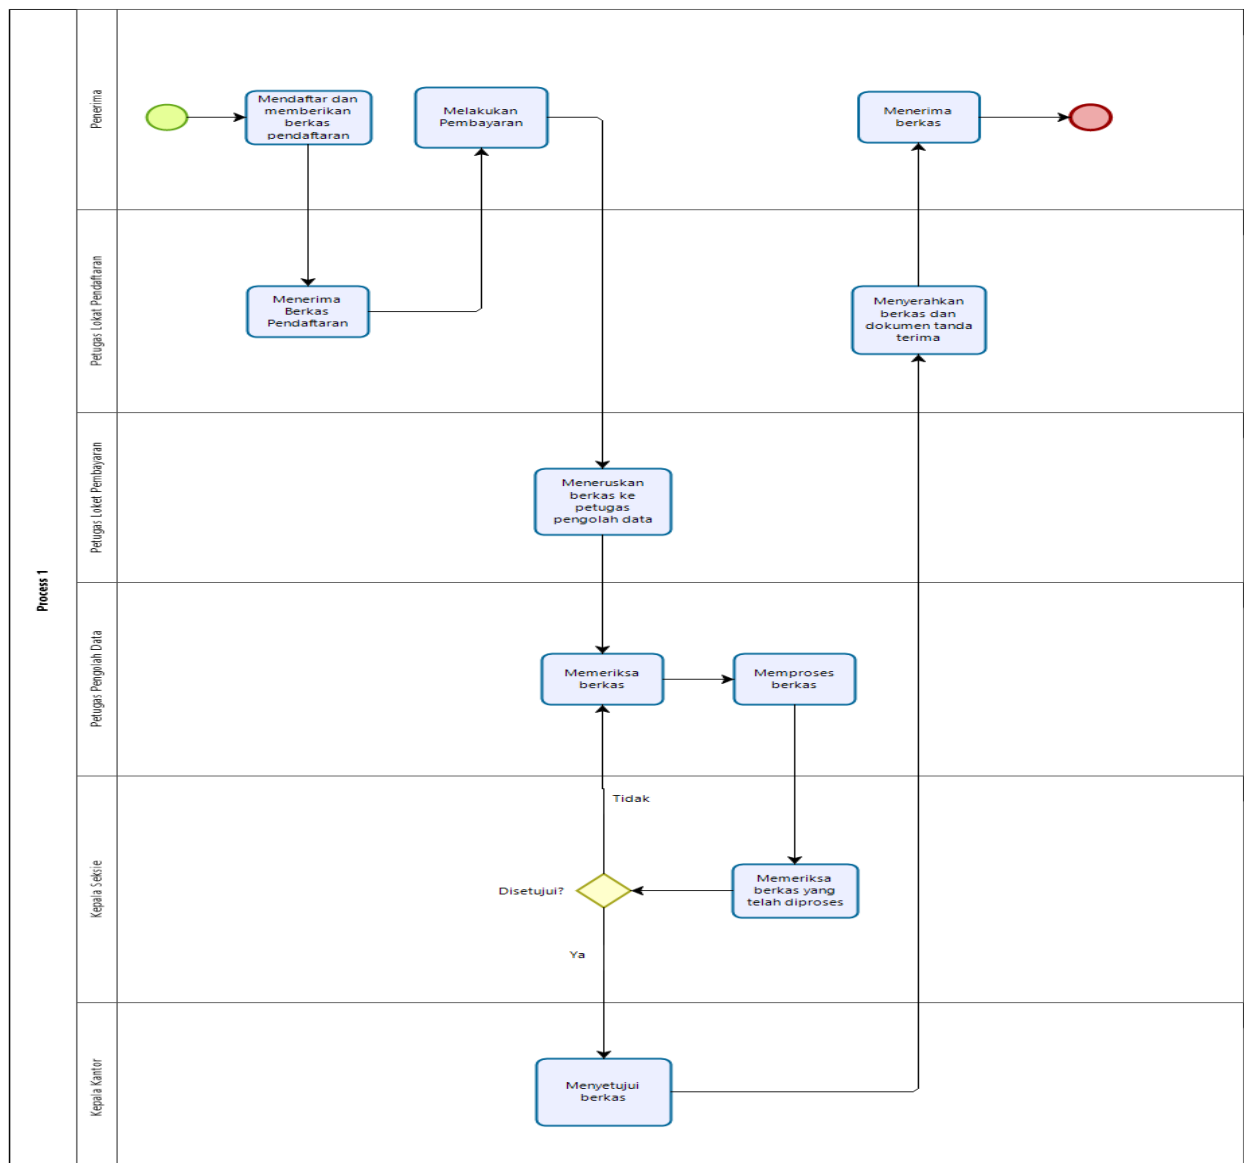 Process 1
Penerima
Mendaftar dan
memberikan
berkas
pendaftaran
Melakukan
Pembayaran
Menerima
berkas
Petugas Lokat Pendaftaran
Menerima
Berkas
Pendaftaran
Menyerahkan
berkas dan
dokumen tanda
terima
Petugas Loket Pembayaran
Meneruskan
berkas ke
petugas
pengolah data
Petugas Pengolah Data
Memeriksa
berkas
Memproses
berkas
Kepala Seksie
Tidak
Disetujui?
Memeriksa
berkas yang
telah diproses
Ya
Kepala Kantor
Menyetujui
berkas